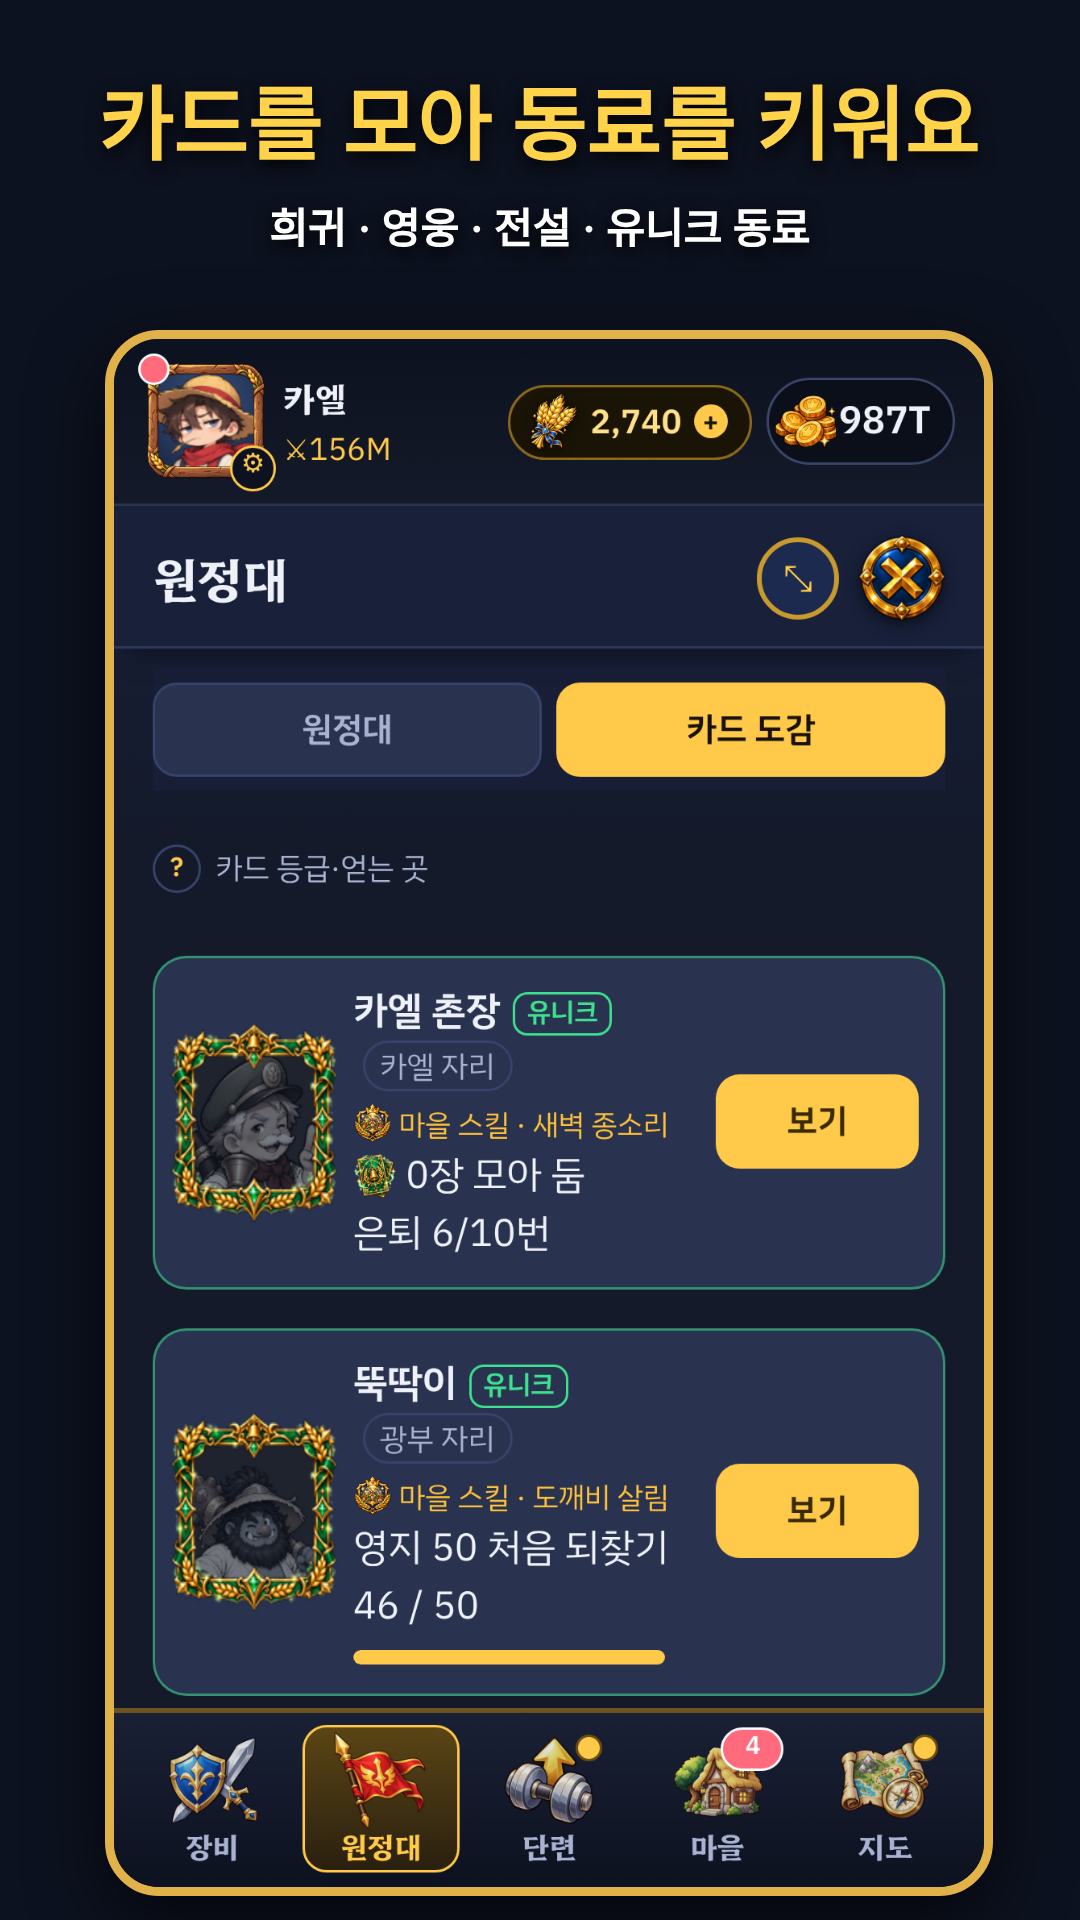 카드를 모아 동료를 키워요
희귀 · 영웅 · 전설 · 유니크 동료
카엘
⚔156M
2,740 +
987T
원정대
원정대
카드 도감
? 카드 등급·얻는 곳
카엘 촌장 유니크
카엘 자리
마을 스킬 · 새벽 종소리
0장 모아 둠
은퇴 6/10번
보기
뚝딱이 유니크
광부 자리
마을 스킬 · 도깨비 살림
영지 50 처음 되찾기
46 / 50
보기
4
장비
원정대
단련
마을
지도